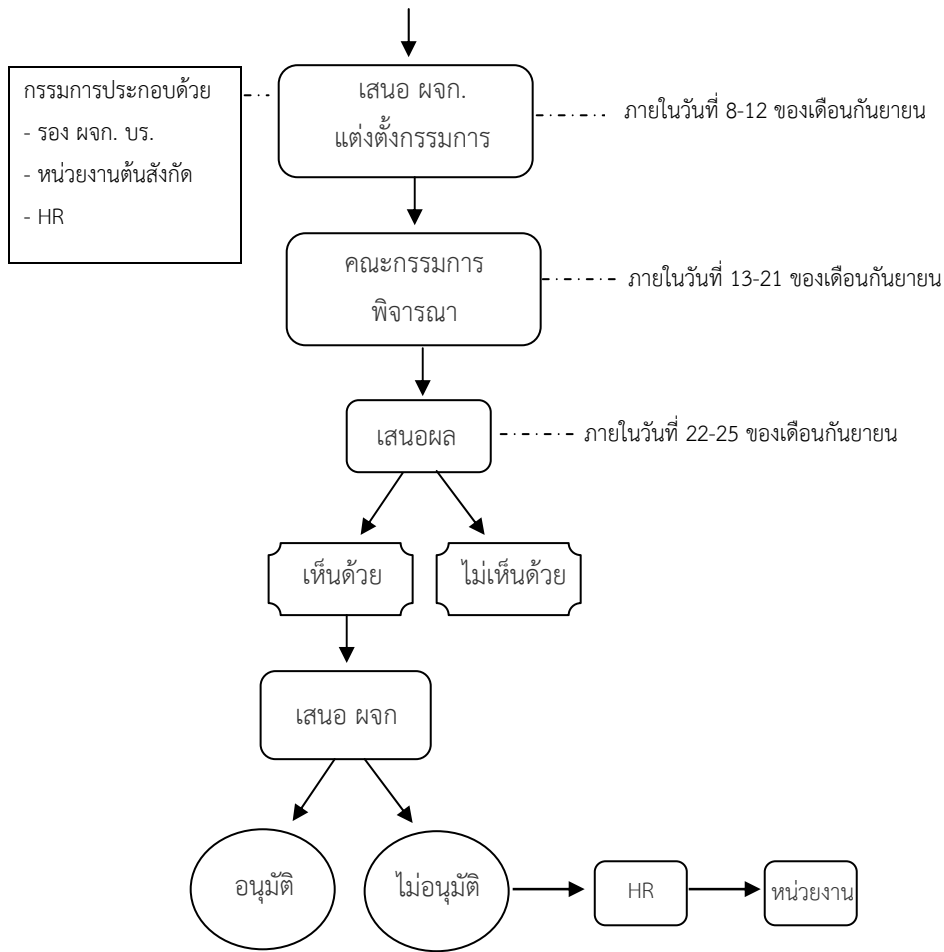 กรรมการประกอบด้วย
- รอง ผจก. บร.
- หน่วยงานต้นสังกัด
- HR
เสนอ ผจก.
แต่งตั้งกรรมการ
ภายในวันที่ 8-12 ของเดือนกันยายน
คณะกรรมการ
พิจารณา
ภายในวันที่ 13-21 ของเดือนกันยายน
เสนอผล
ภายในวันที่ 22-25 ของเดือนกันยายน
เห็นด้วย
ไม่เห็นด้วย
เสนอ ผจก
อนุมัติ
ไม่อนุมัติ
HR
หน่วยงาน